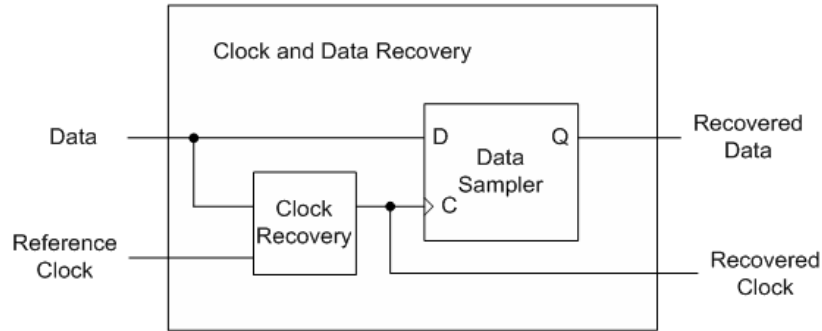 Clock and Data Recovery
Data
D
Q
Data
Sampler
C
Recovered
Data
Clock
Recovery
Reference
Clock
Recovered
Clock